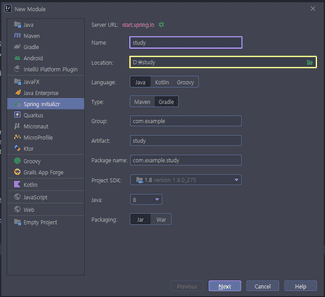 New Module
Java
Maven
Gradle
Android
IntelliJ Platform Plugin
JavaFX
Java Enterprise
Spring Initializr
Quarkus
Micronaut
MicroProfile
Ktor
Groovy
Grails App Forge
Kotlin
JavaScript
Web
Empty Project
Server URL: start.spring.io
Name: study
Location: D:\study
Language: Java Kotlin Groovy
Type: Maven Gradle
Group: com.example
Artifact: study
Package name: com.example.study
Project SDK: 1.8 version 1.8.0_275
Java: 8
Packaging: Jar War
Previous Next Cancel Help